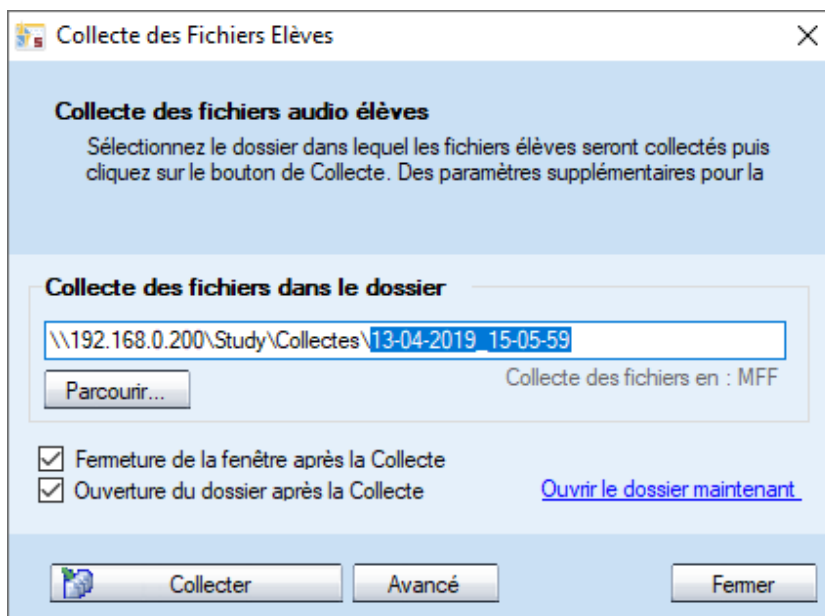 Collecte des Fichiers Elèves
Collecte des fichiers audio élèves
Sélectionnez le dossier dans lequel les fichiers élèves seront collectés puis
cliquez sur le bouton de Collecte. Des paramètres supplémentaires pour la
Collecte des fichiers dans le dossier
\\192.168.0.200\Study\Collectes\13-04-2019_15-05-59
Parcourir...
Collecte des fichiers en : MFF
Fermeture de la fenêtre après la Collecte
Ouverture du dossier après la Collecte
Ouvrir le dossier maintenant
Collecter
Avancé
Fermer